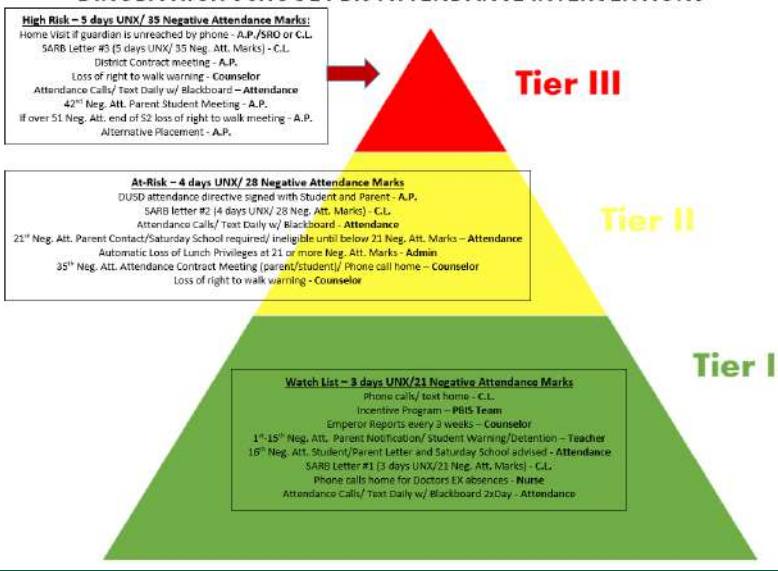 High Risk – 5 days UNX/ 35 Negative Attendance Marks:
Home Visit if guardian is unreached by phone - A.P./SRO or C.L.
SARB Letter #3 (5 days UNX/ 35 Neg. Att. Marks) - C.L.
District Contract meeting - A.P.
Loss of right to walk warning - Counselor
Attendance Calls/ Text Daily w/ Blackboard – Attendance
42nd Neg. Att. Parent Student Meeting - A.P.
If over 51 Neg. Att. end of S2 loss of right to walk meeting - A.P.
Alternative Placement - A.P.
Tier III
At-Risk – 4 days UNX/ 28 Negative Attendance Marks
DUSD attendance directive signed with Student and Parent - A.P.
SARB letter #2 (4 days UNX/ 28 Neg. Att. Marks) - C.L.
Attendance Calls/ Text Daily w/ Blackboard - Attendance
21st Neg. Att. Parent Contact/Saturday School required/ ineligible until below 21 Neg. Att. Marks – Attendance
Automatic Loss of Lunch Privileges at 21 or more Neg. Att. Marks - Admin
35th Neg. Att. Attendance Contract Meeting (parent/student)/ Phone call home – Counselor
Loss of right to walk warning - Counselor
Tier II
Tier I
Watch List – 3 days UNX/21 Negative Attendance Marks
Phone calls/ text home - C.L.
Incentive Program – PBIS Team
Emperor Reports every 3 weeks – Counselor
1st-15th Neg. Att. Parent Notification/ Student Warning/Detention – Teacher
16th Neg. Att. Student/Parent Letter and Saturday School advised - Attendance
SARB Letter #1 (3 days UNX/21 Neg. Att. Marks) - C.L.
Phone calls home for Doctors EX absences - Nurse
Attendance Calls/ Text Daily w/ Blackboard 2xDay - Attendance